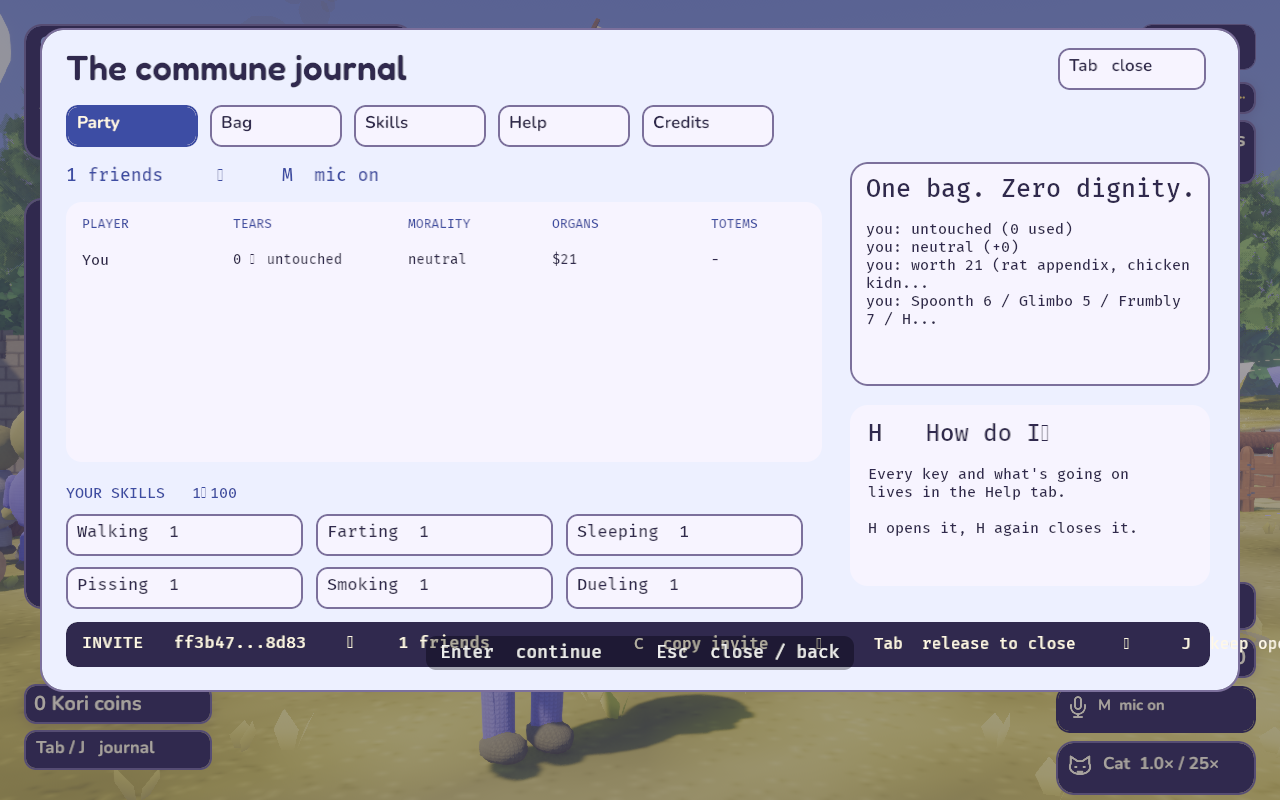 The commune journal
Tab close
Party Bag Skills Help Credits
1 friends M mic on
PLAYER TEARS MORALITY ORGANS TOTEMS
You 0 untouched neutral $21 -
One bag. Zero dignity.
you: untouched (0 used)
you: neutral (+0)
you: worth 21 (rat appendix, chicken
kidn...
you: Spoonth 6 / Glimbo 5 / Frumbly
7 / H...
H How do I
Every key and what's going on
lives in the Help tab.
H opens it, H again closes it.
YOUR SKILLS 1 100
Walking 1 Farting 1 Sleeping 1
Pissing 1 Smoking 1 Dueling 1
INVITE ff3b47...8d83 1 friends C copy invite Tab release to close J keep ope
Enter continue Esc close / back
0 Kori coins
Tab / J journal
M mic on
Cat 1.0× / 25×